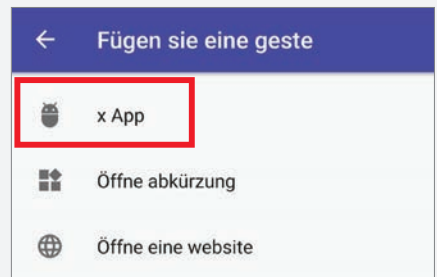 Fügen sie eine geste
x App
Öffne abkürzung
Öffne eine website